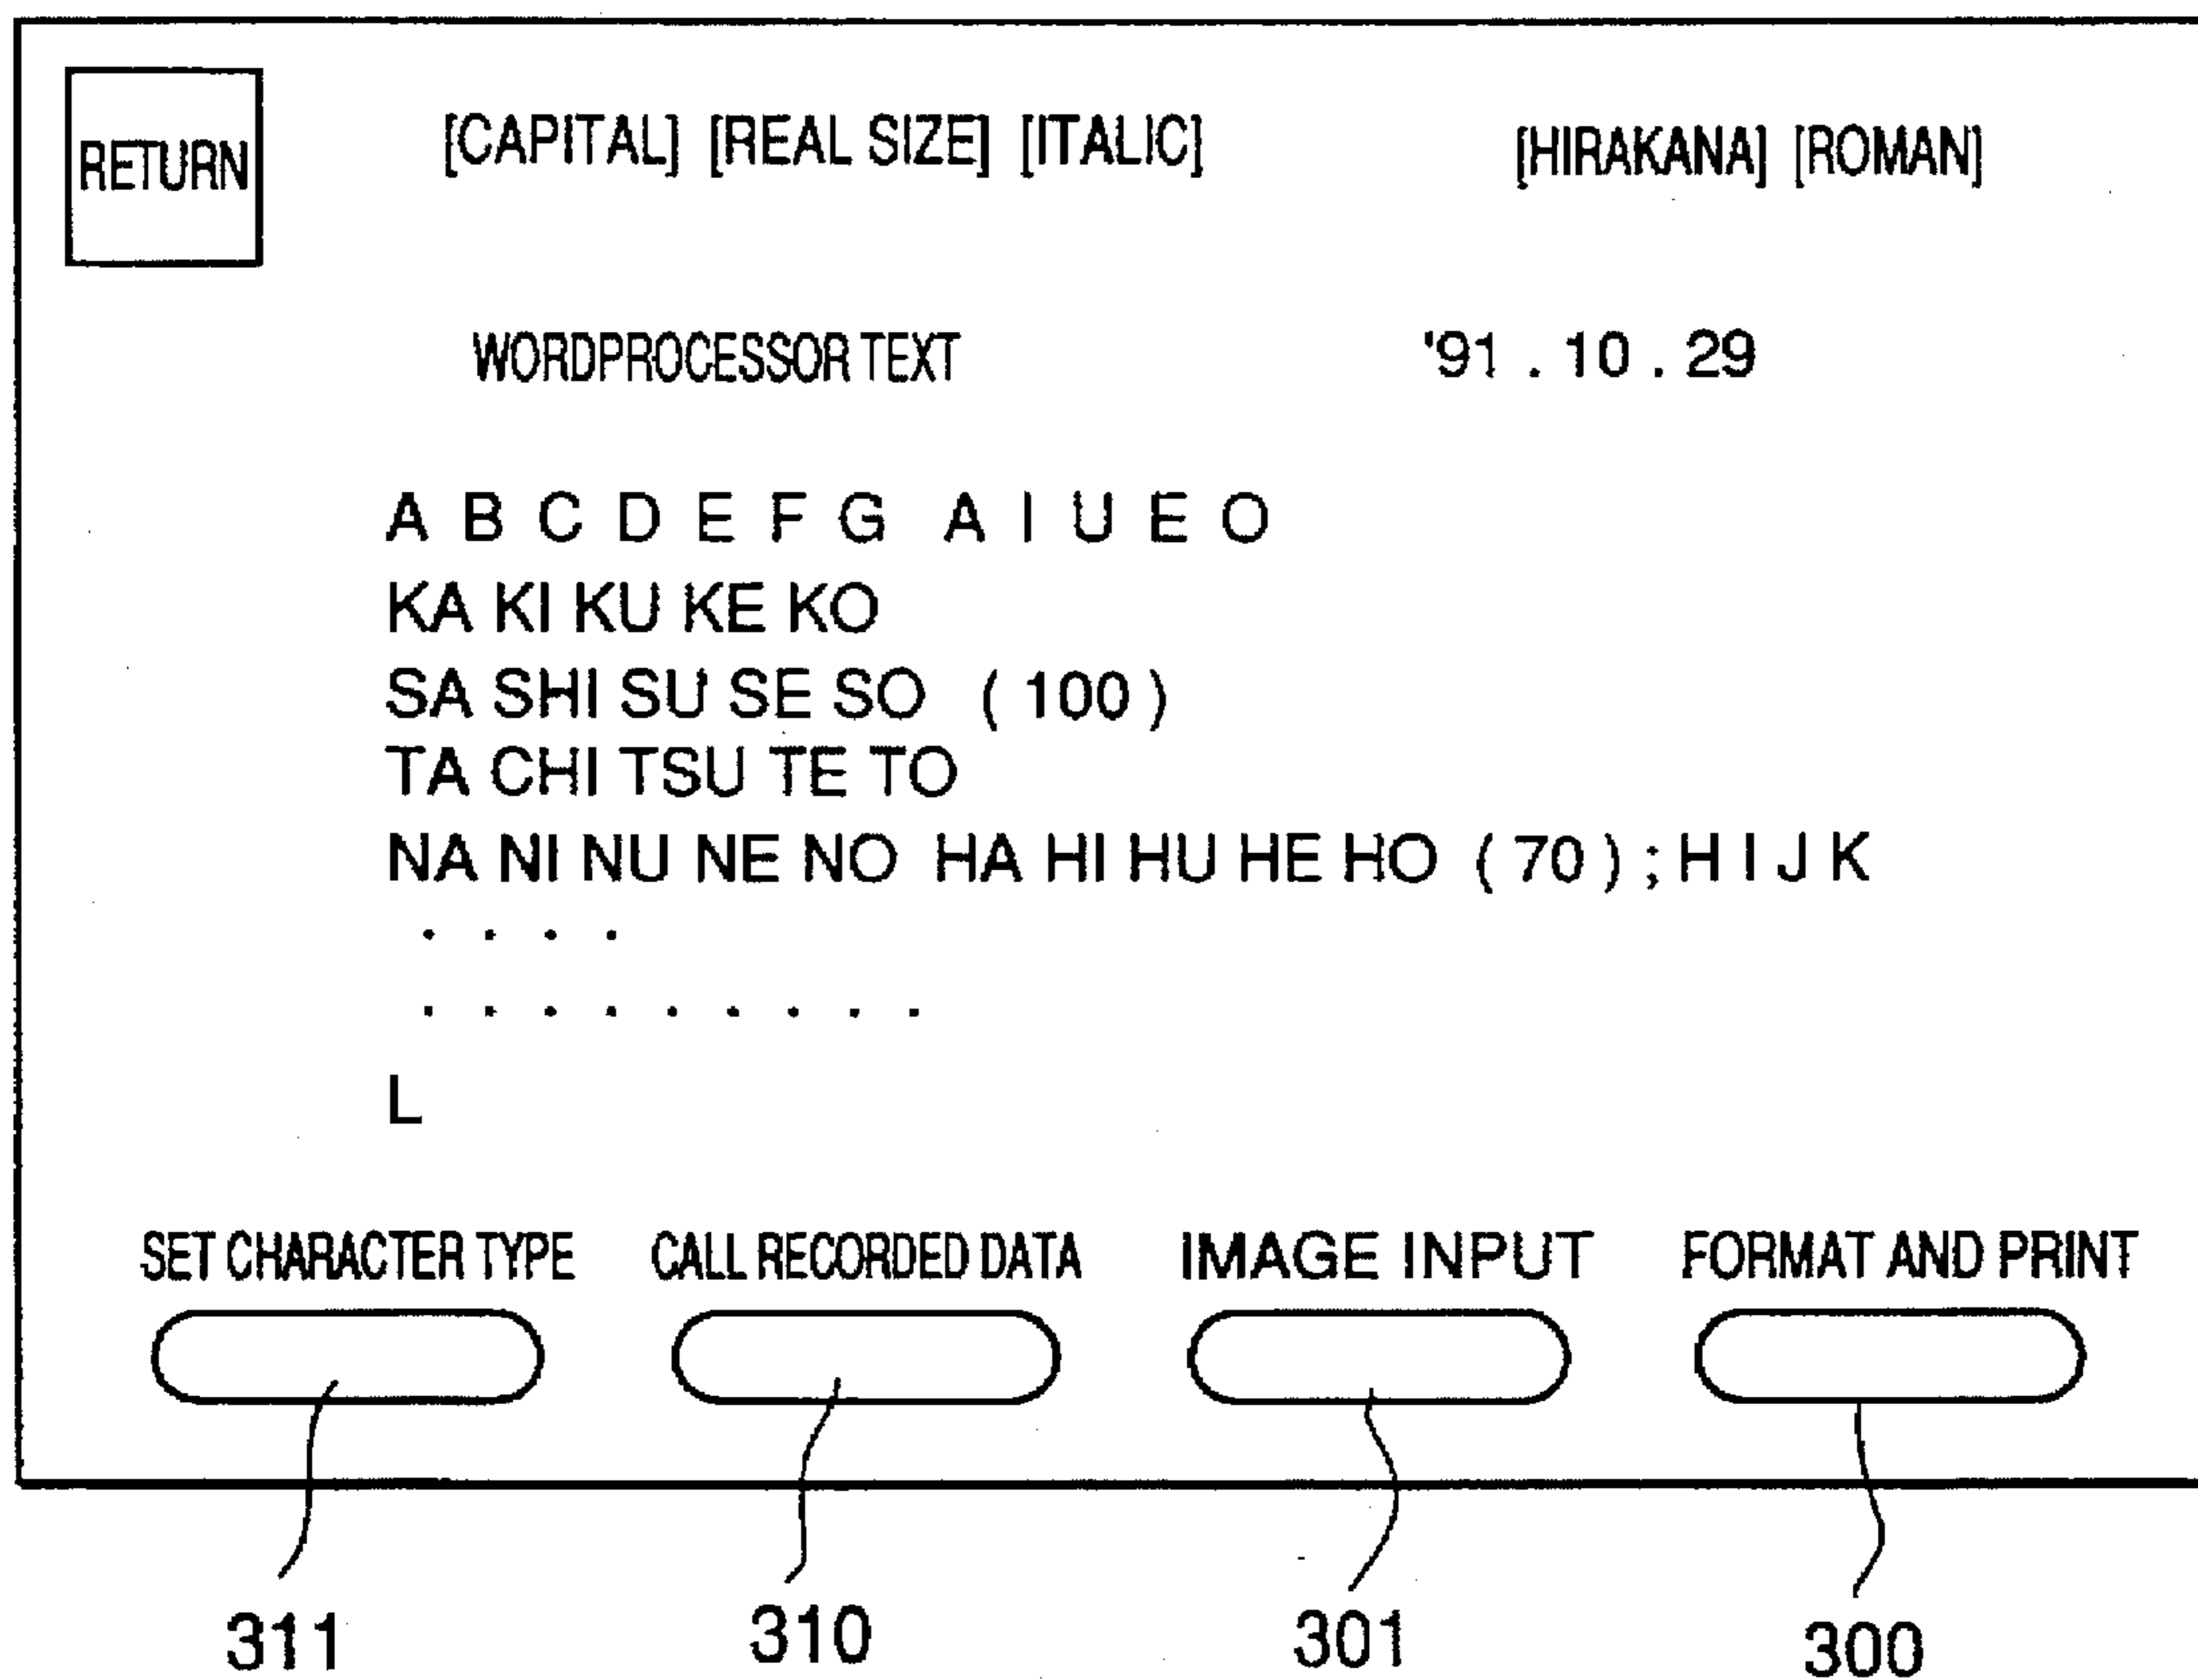 RETURN [CAPITAL] [REAL SIZE] [ITALIC] [HIRAKANA] [ROMAN]
WORDPROCESSOR TEXT '91 . 10 . 29
A B C D E F G A I U E O
KA KI KU KE KO
SA SHI SU SE SO ( 100 )
TA CHI TSU TE TO
NA NI NU NE NO HA HI HU HE HO ( 70 ) ; H I J K
. . . .
. . . . . . . . .
L
SET CHARACTER TYPE CALL RECORDED DATA IMAGE INPUT FORMAT AND PRINT
311 310 301 300